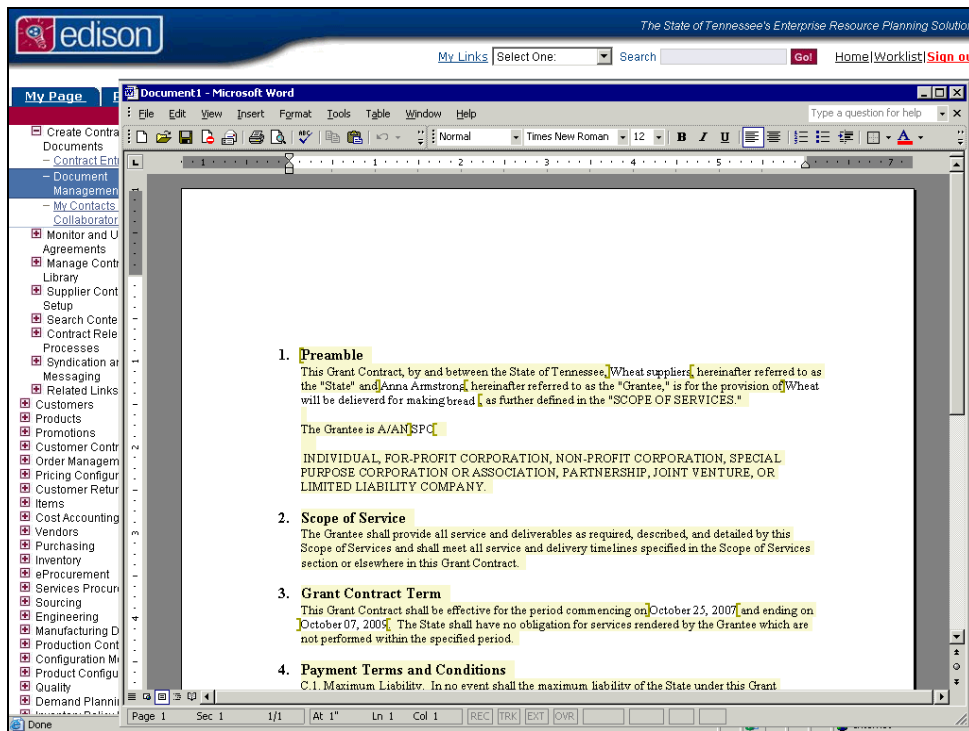 edison
The State of Tennessee's Enterprise Resource Planning Solution
My Links Select One: Search Go! Home|Worklist|Sign ou
My Page
Document1 - Microsoft Word
File Edit View Insert Format Tools Table Window Help Type a question for help
Normal Times New Roman 12 B I U
Create Contra
Documents
Contract Ent
Document
Managemen
My Contacts
Collaborator
Monitor and U
Agreements
Manage Contr
Library
Supplier Cont
Setup
Search Conte
Contract Rele
Processes
Syndication an
Messaging
Related Links
Customers
Products
Promotions
Customer Contr
Order Managem
Pricing Configur
Customer Retur
Items
Cost Accounting
Vendors
Purchasing
Inventory
eProcurement
Services Procure
Sourcing
Engineering
Manufacturing D
Production Cont
Configuration M
Product Configu
Quality
Demand Plannin
1. Preamble
This Grant Contract, by and between the State of Tennessee, Wheat suppliers, hereinafter referred to as
the "State" and Anna Armstrong, hereinafter referred to as the "Grantee," is for the provision of Wheat
will be delieverd for making bread , as further defined in the "SCOPE OF SERVICES."
The Grantee is A/AN SPC
INDIVIDUAL, FOR-PROFIT CORPORATION, NON-PROFIT CORPORATION, SPECIAL
PURPOSE CORPORATION OR ASSOCIATION, PARTNERSHIP, JOINT VENTURE, OR
LIMITED LIABILITY COMPANY.
2. Scope of Service
The Grantee shall provide all service and deliverables as required, described, and detailed by this
Scope of Services and shall meet all service and delivery timelines specified in the Scope of Services
section or elsewhere in this Grant Contract.
3. Grant Contract Term
This Grant Contract shall be effective for the period commencing on October 25, 2007 and ending on
October 07, 2009. The State shall have no obligation for services rendered by the Grantee which are
not performed within the specified period.
4. Payment Terms and Conditions
C.1. Maximum Liability. In no event shall the maximum liability of the State under this Grant
Page 1 Sec 1 1/1 At 1" Ln 1 Col 1 REC TRK EXT OVR
Done